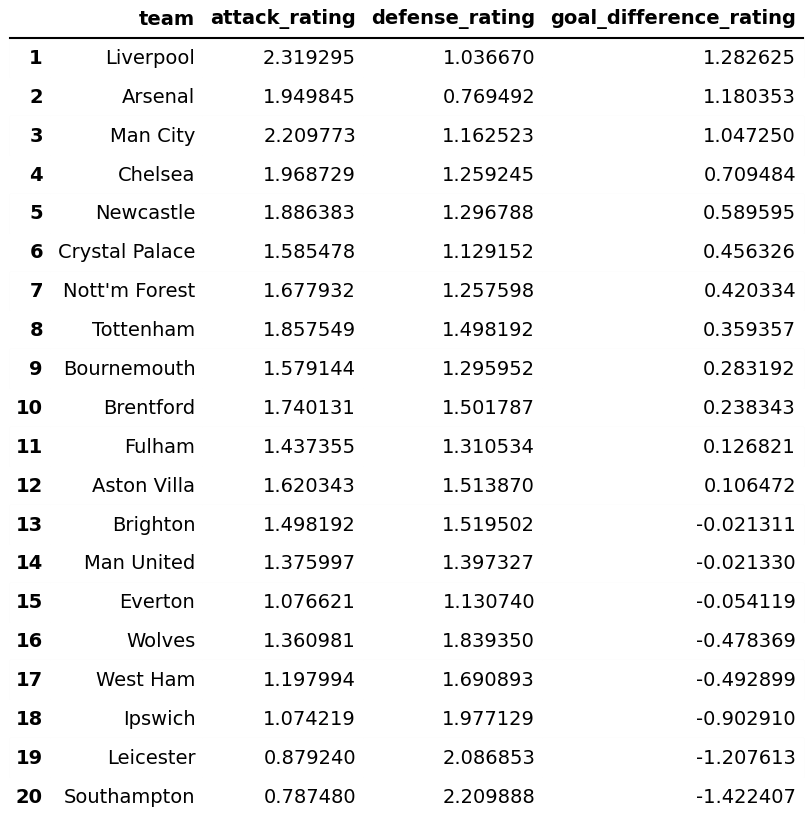 team attack_rating defense_rating goal_difference_rating
1 Liverpool 2.319295 1.036670 1.282625
2 Arsenal 1.949845 0.769492 1.180353
3 Man City 2.209773 1.162523 1.047250
4 Chelsea 1.968729 1.259245 0.709484
5 Newcastle 1.886383 1.296788 0.589595
6 Crystal Palace 1.585478 1.129152 0.456326
7 Nott'm Forest 1.677932 1.257598 0.420334
8 Tottenham 1.857549 1.498192 0.359357
9 Bournemouth 1.579144 1.295952 0.283192
10 Brentford 1.740131 1.501787 0.238343
11 Fulham 1.437355 1.310534 0.126821
12 Aston Villa 1.620343 1.513870 0.106472
13 Brighton 1.498192 1.519502 -0.021311
14 Man United 1.375997 1.397327 -0.021330
15 Everton 1.076621 1.130740 -0.054119
16 Wolves 1.360981 1.839350 -0.478369
17 West Ham 1.197994 1.690893 -0.492899
18 Ipswich 1.074219 1.977129 -0.902910
19 Leicester 0.879240 2.086853 -1.207613
20 Southampton 0.787480 2.209888 -1.422407